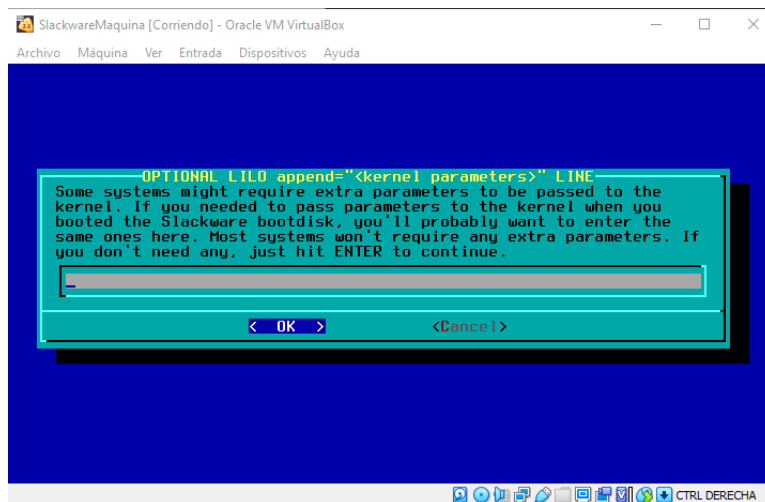 SlackwareMaquina [Corriendo] - Oracle VM VirtualBox
Archivo Máquina Ver Entrada Dispositivos Ayuda
OPTIONAL LILO append="<kernel parameters>" LINE
Some systems might require extra parameters to be passed to the
kernel. If you needed to pass parameters to the kernel when you
booted the Slackware bootdisk, you'll probably want to enter the
same ones here. Most systems won't require any extra parameters. If
you don't need any, just hit ENTER to continue.
< OK > <Cancel>
CTRL DERECHA